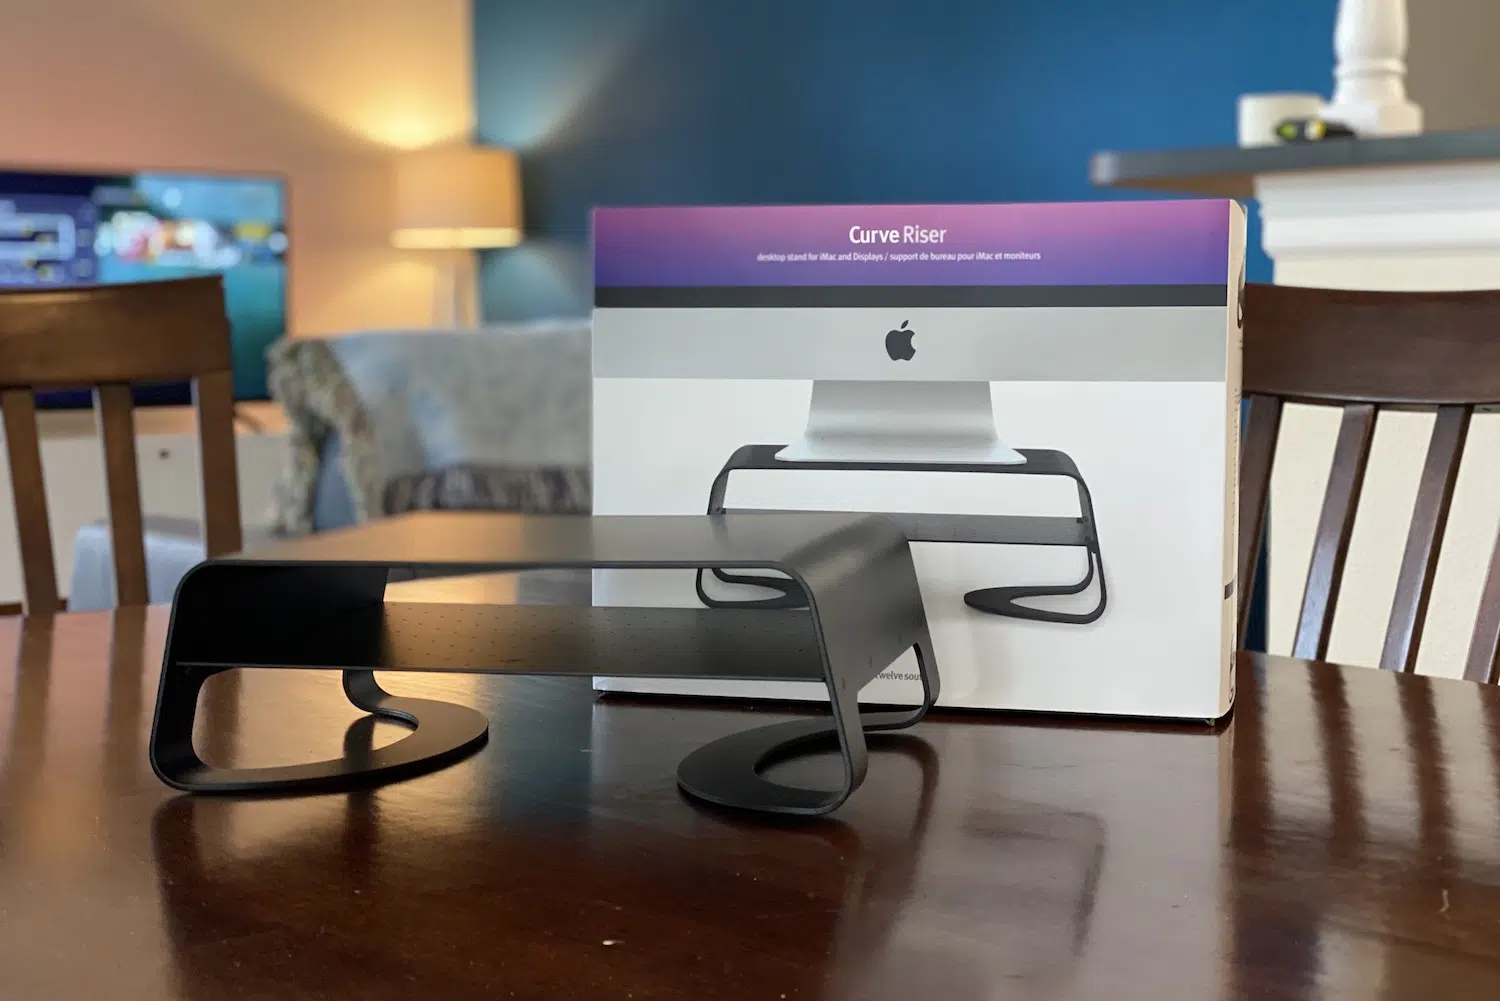 Curve Riser
desktop stand for iMac and Displays / support de bureau pour iMac et moniteurs
twelve sou